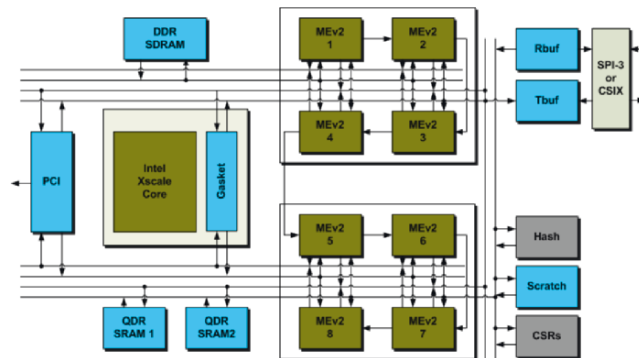 DDR
SDRAM
MEv2
1
MEv2
2
Rbuf
SPI-3
or
CSIX
Tbuf
MEv2
4
MEv2
3
PCI
Intel
Xscale
Core
Gasket
MEv2
5
MEv2
6
Hash
Scratch
QDR
SRAM 1
QDR
SRAM2
MEv2
8
MEv2
7
CSRs